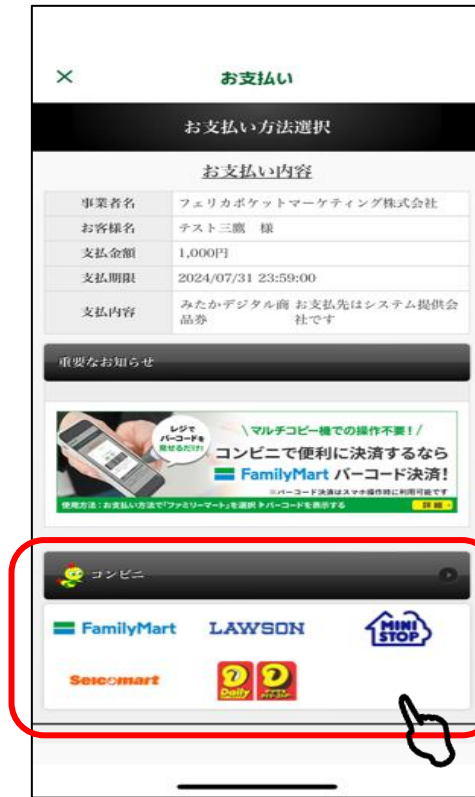 × お支払い
お支払い方法選択
お支払い内容
事業者名 フェリカポケットマーケティング株式会社
お客様名 テスト三鷹 様
支払金額 1,000円
支払期限 2024/07/31 23:59:00
支払内容 みたかデジタル商品券 お支払先はシステム提供会社です
重要なお知らせ
レジで
バーコードを
見せるだけ!
\マルチコピー機での操作不要!/
コンビニで便利に決済するなら
FamilyMart バーコード決済!
※バーコード決済はスマホ操作時に利用可能です
使用方法:お支払い方法で「ファミリーマート」を選択▶バーコードを表示する 詳細
コンビニ
FamilyMart LAWSON MINI STOP
Seicomart Daily